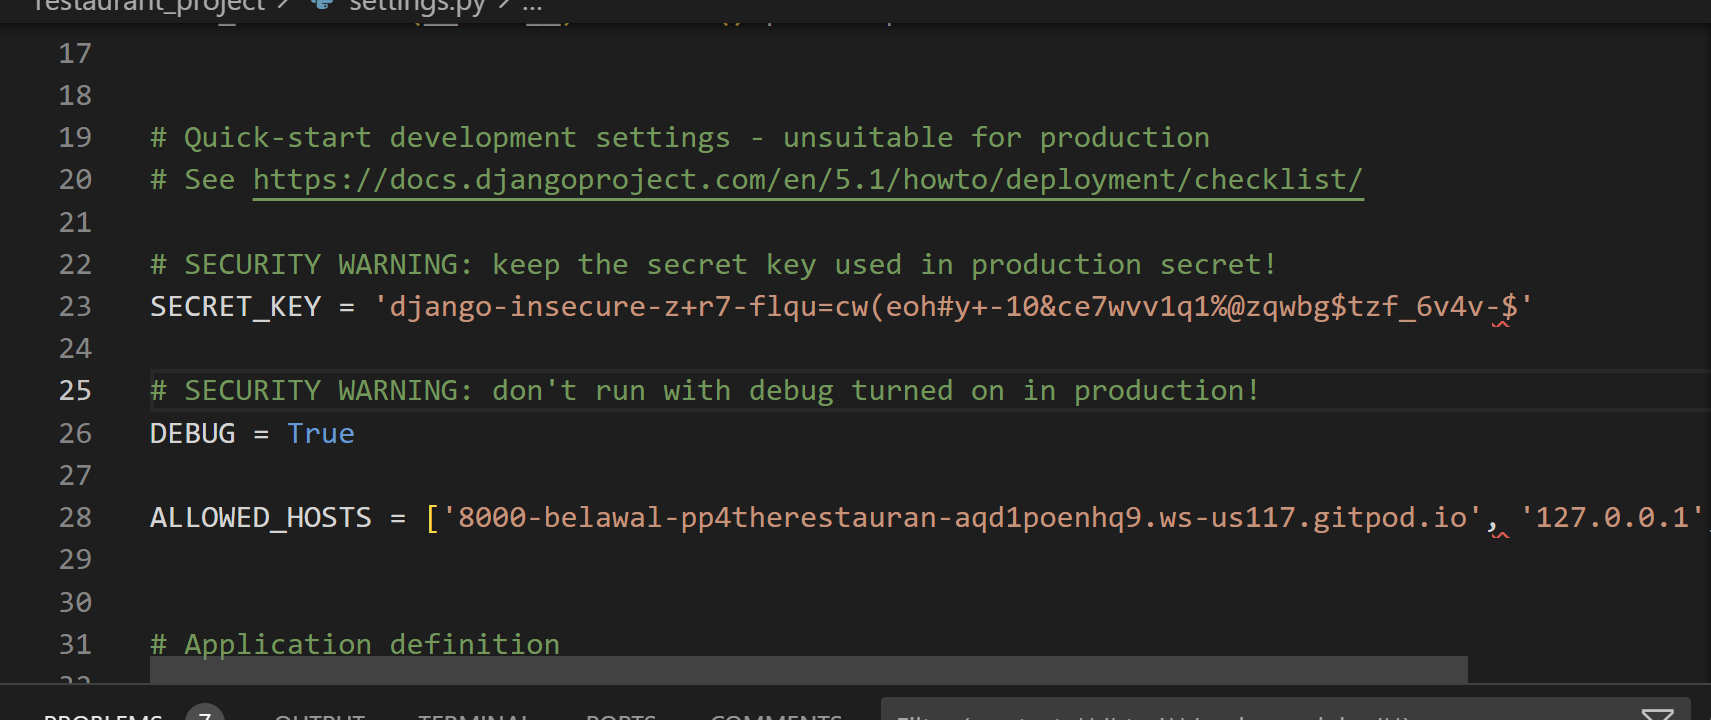 restaurant_project > settings.py > ...
17
18
19 # Quick-start development settings - unsuitable for production
20 # See https://docs.djangoproject.com/en/5.1/howto/deployment/checklist/
21
22 # SECURITY WARNING: keep the secret key used in production secret!
23 SECRET_KEY = 'django-insecure-z+r7-flqu=cw(eoh#y+-10&ce7wvv1q1%@zqwbg$tzf_6v4v-$'
24
25 # SECURITY WARNING: don't run with debug turned on in production!
26 DEBUG = True
27
28 ALLOWED_HOSTS = ['8000-belawal-pp4therestauran-aqd1poenhq9.ws-us117.gitpod.io', '127.0.0.1'
29
30
31 # Application definition
32
PROBLEMS 7 OUTPUT TERMINAL PORTS COMMENTS